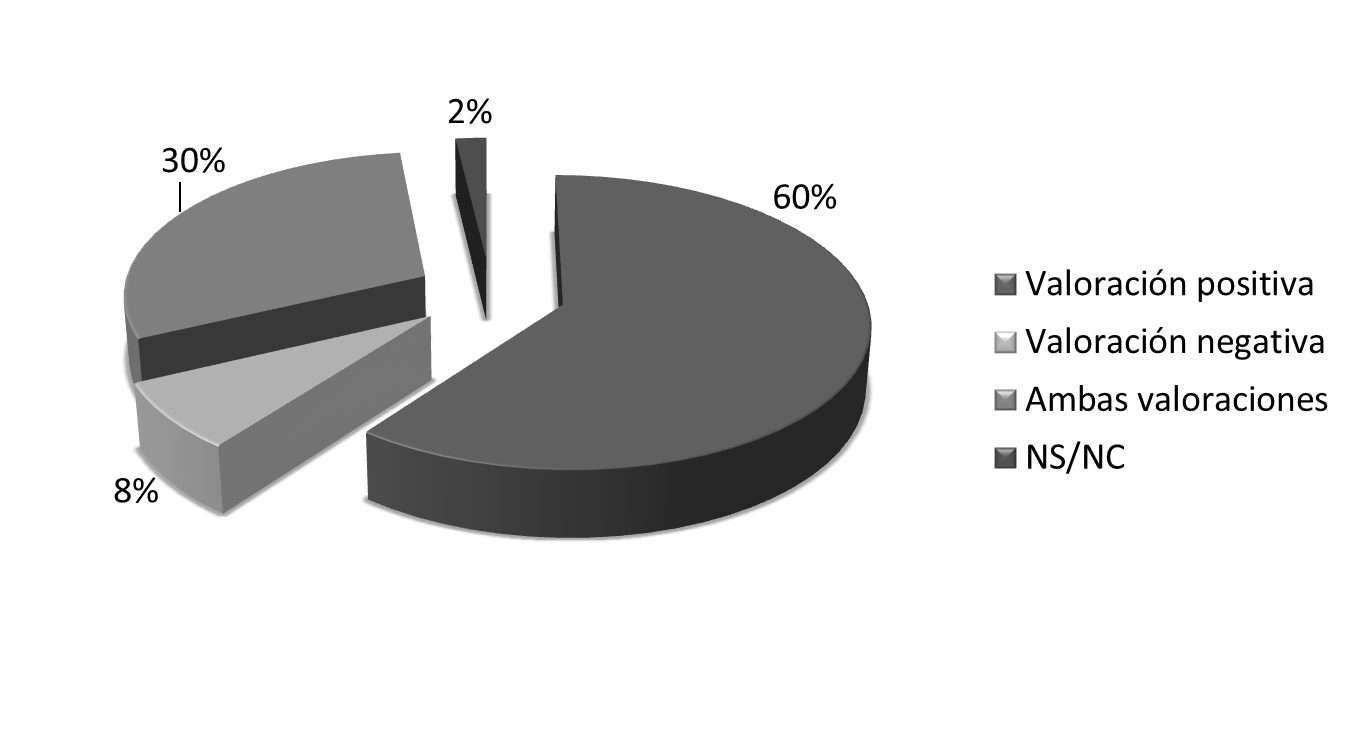 2%
30%
60%
8%
Valoración positiva
Valoración negativa
Ambas valoraciones
NS/NC